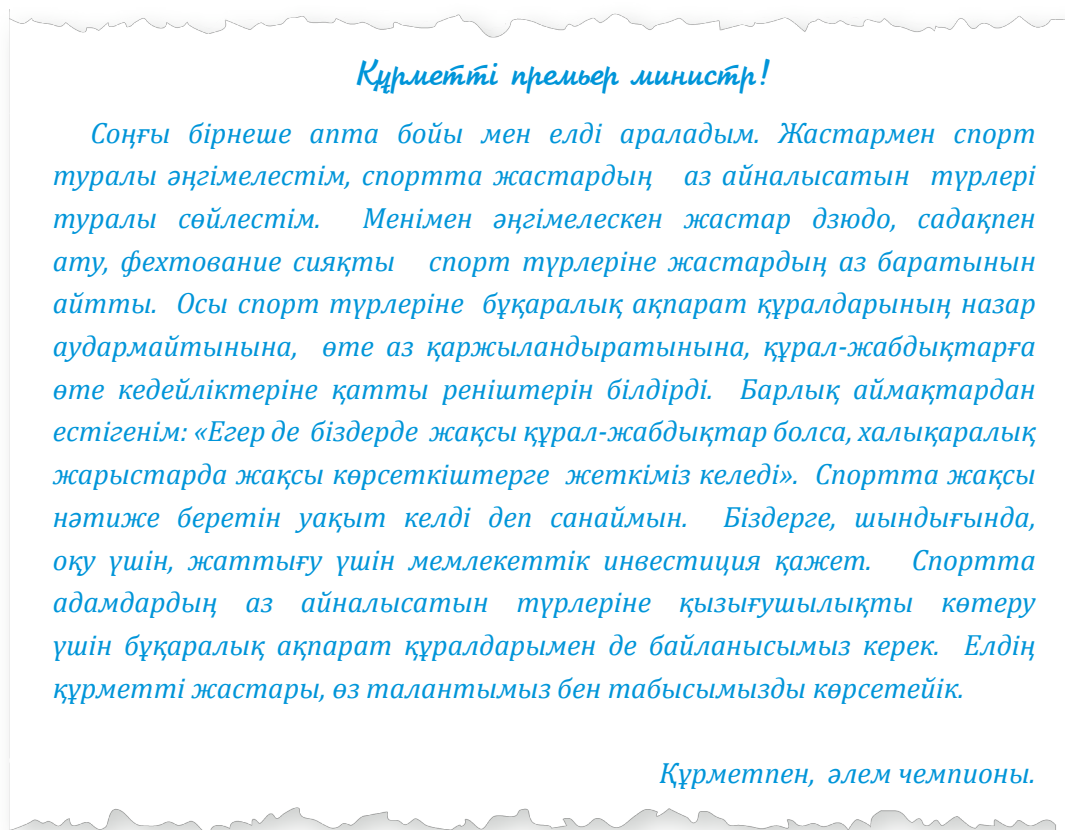 Құрметті премьер министр!
Соңғы бірнеше апта бойы мен елді араладым. Жастармен спорт
туралы әңгімелестім, спортта жастардың аз айналысатын түрлері
туралы сөйлестім. Менімен әңгімелескен жастар дзюдо, садақпен
ату, фехтование сияқты спорт түрлеріне жастардың аз баратынын
айтты. Осы спорт түрлеріне бұқаралық ақпарат құралдарының назар
аудармайтынына, өте аз қаржыландыратынына, құрал-жабдықтарға
өте кедейліктеріне қатты реніштерін білдірді. Барлық аймақтардан
естігенім: «Егер де біздерде жақсы құрал-жабдықтар болса, халықаралық
жарыстарда жақсы көрсеткіштерге жеткіміз келеді». Спортта жақсы
нәтиже беретін уақыт келді деп санаймын. Біздерге, шындығында,
оқу үшін, жаттығу үшін мемлекеттік инвестиция қажет. Спортта
адамдардың аз айналысатын түрлеріне қызығушылықты көтеру
үшін бұқаралық ақпарат құралдарымен де байланысымыз керек. Елдің
құрметті жастары, өз талантымыз бен табысымызды көрсетейік.
Құрметпен, әлем чемпионы.